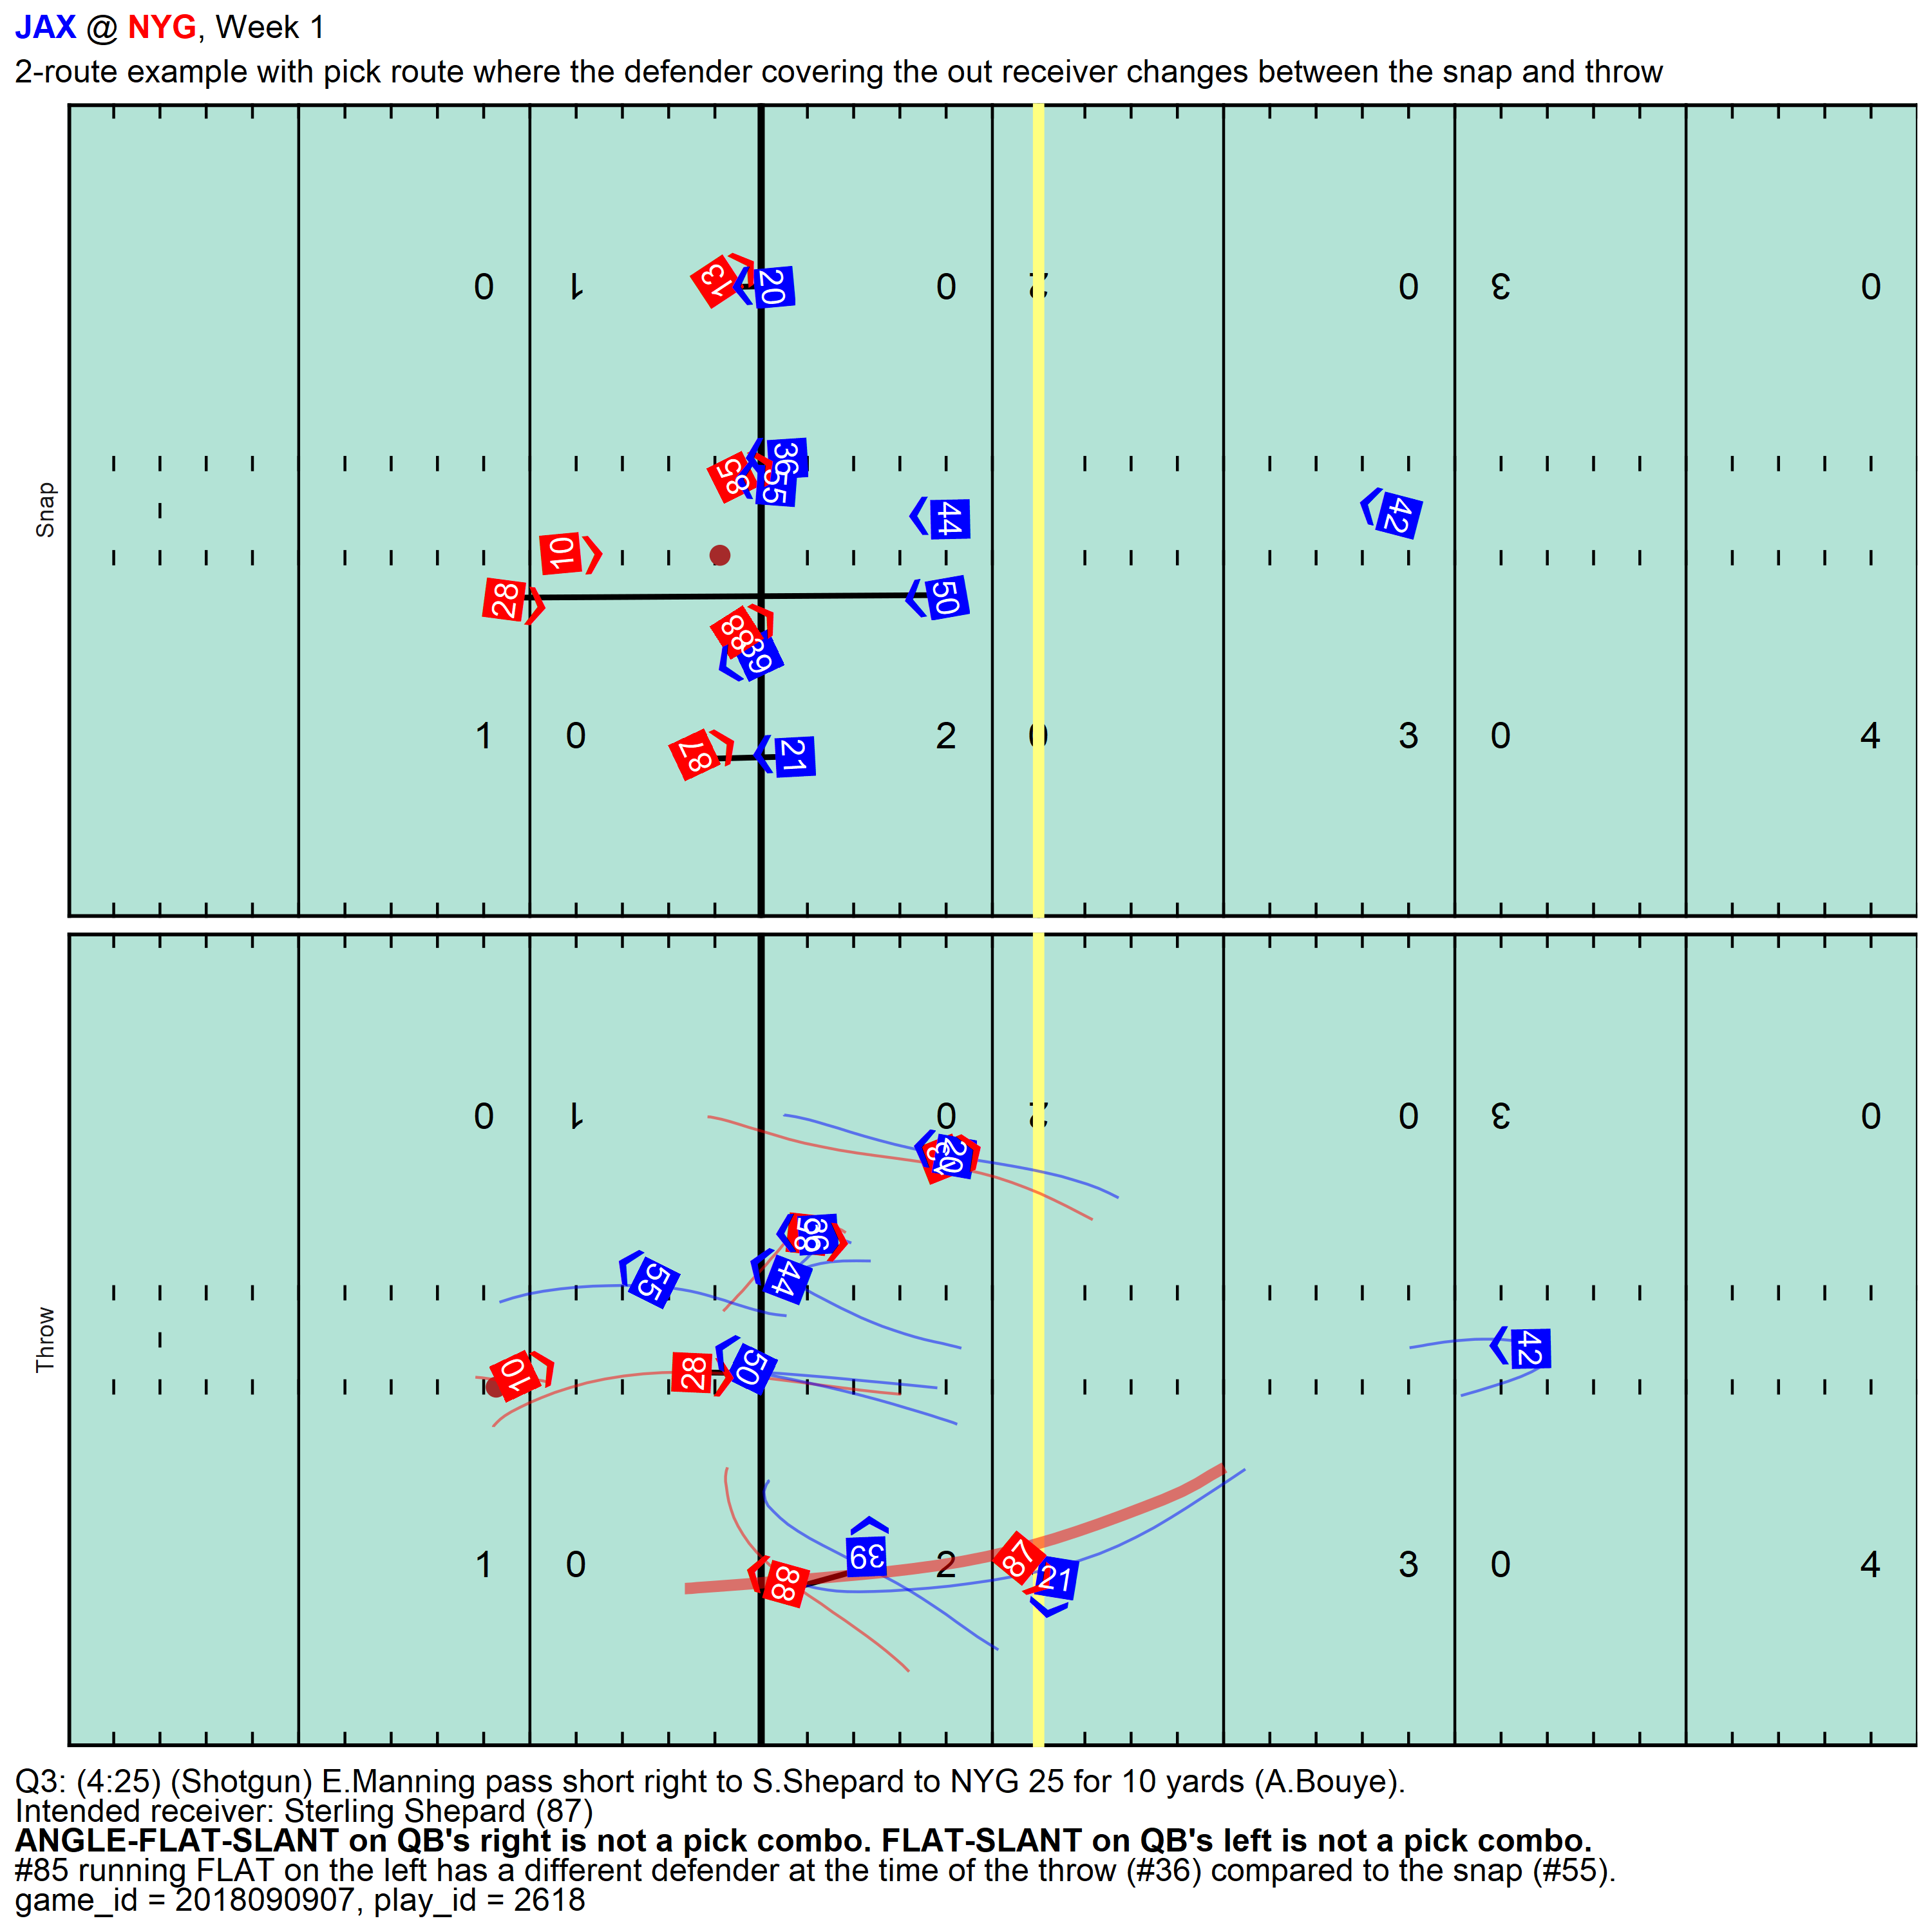 JAX @ NYG, Week 1
2-route example with pick route where the defender covering the out receiver changes between the snap and throw
Snap
0 1 0 2 0 3 0
13 20
36
85 55
44 42
10
28 50
88 39
87 21
1 0 2 0 3 0 4
Throw
0 1 0 2 0 3 0
13 20
85 36
55 44
42
10 28 50
39
87
88 21
1 0 2 3 0 4
Q3: (4:25) (Shotgun) E.Manning pass short right to S.Shepard to NYG 25 for 10 yards (A.Bouye).
Intended receiver: Sterling Shepard (87)
ANGLE-FLAT-SLANT on QB's right is not a pick combo. FLAT-SLANT on QB's left is not a pick combo.
#85 running FLAT on the left has a different defender at the time of the throw (#36) compared to the snap (#55).
game_id = 2018090907, play_id = 2618